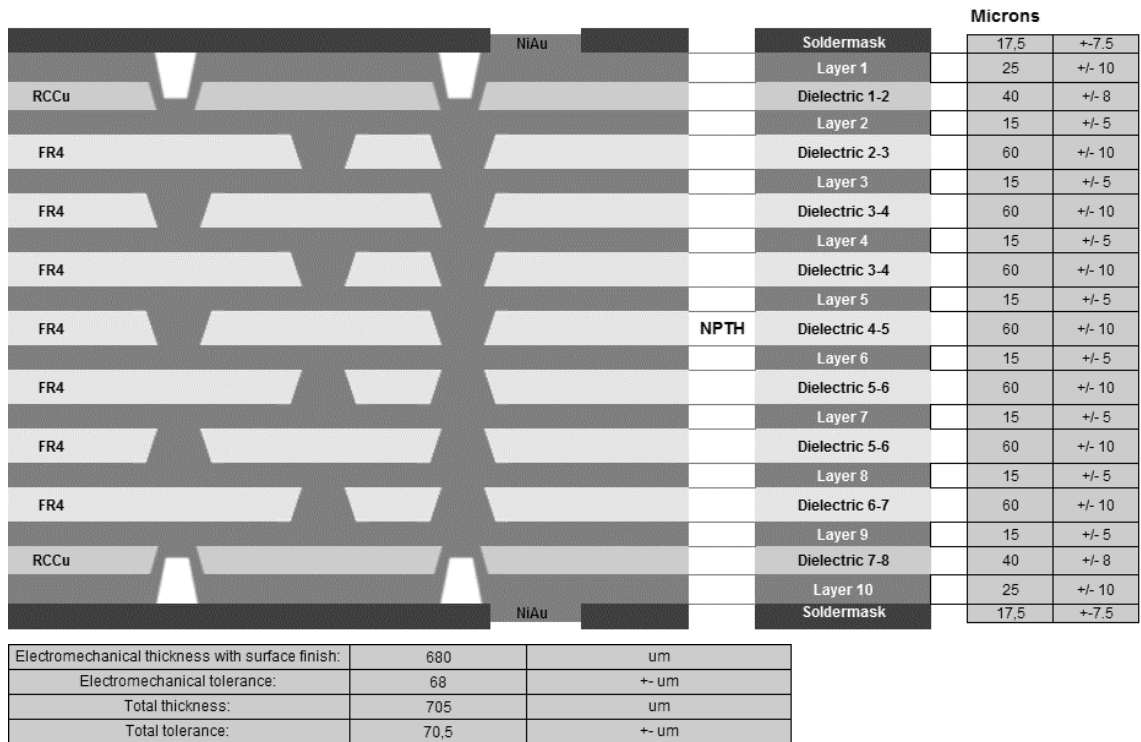 Microns
NiAu Soldermask 17,5 +-7.5
Layer 1 25 +/- 10
RCCu Dielectric 1-2 40 +/- 8
Layer 2 15 +/- 5
FR4 Dielectric 2-3 60 +/- 10
Layer 3 15 +/- 5
FR4 Dielectric 3-4 60 +/- 10
Layer 4 15 +/- 5
FR4 Dielectric 3-4 60 +/- 10
Layer 5 15 +/- 5
FR4 NPTH Dielectric 4-5 60 +/- 10
Layer 6 15 +/- 5
FR4 Dielectric 5-6 60 +/- 10
Layer 7 15 +/- 5
FR4 Dielectric 5-6 60 +/- 10
Layer 8 15 +/- 5
FR4 Dielectric 6-7 60 +/- 10
Layer 9 15 +/- 5
RCCu Dielectric 7-8 40 +/- 8
Layer 10 25 +/- 10
NiAu Soldermask 17,5 +-7.5
Electromechanical thickness with surface finish: 680 um
Electromechanical tolerance: 68 +- um
Total thickness: 705 um
Total tolerance: 70,5 +- um